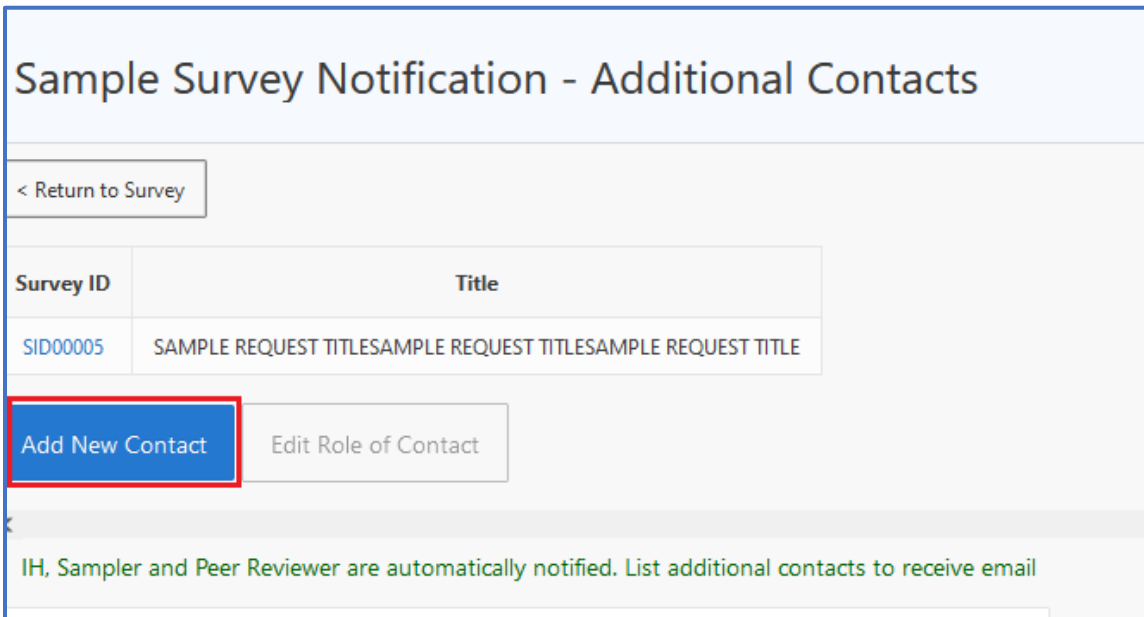 Sample Survey Notification - Additional Contacts
< Return to Survey
Survey ID Title
SID00005 SAMPLE REQUEST TITLESAMPLE REQUEST TITLESAMPLE REQUEST TITLE
Add New Contact Edit Role of Contact
IH, Sampler and Peer Reviewer are automatically notified. List additional contacts to receive email